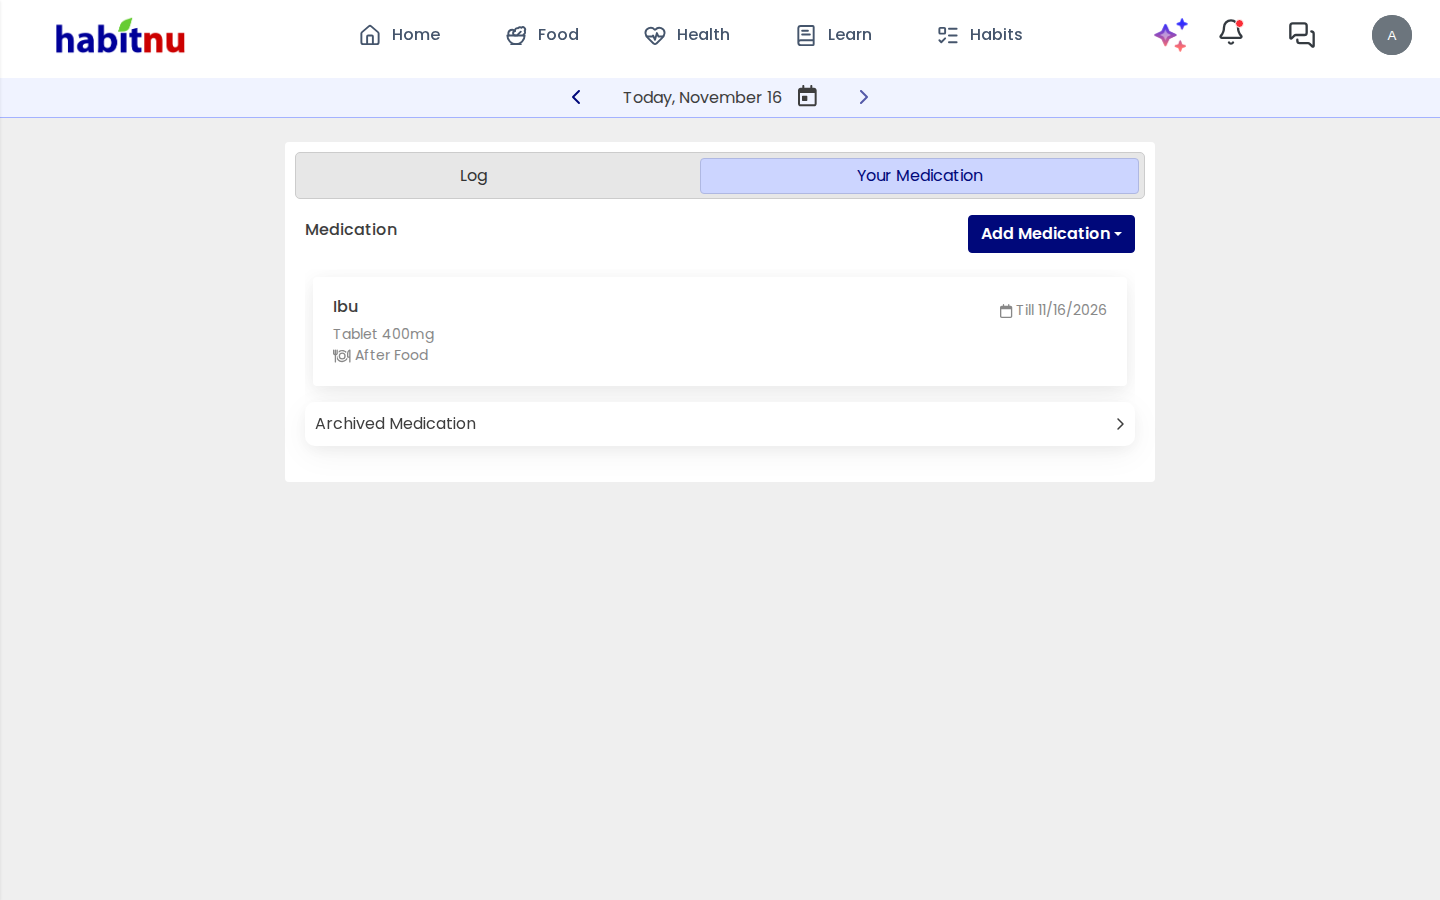 habitnu
Home
Food
Health
Learn
Habits
A
Today, November 16
Log
Your Medication
Medication
Add Medication
Ibu
Till 11/16/2026
Tablet 400mg
After Food
Archived Medication